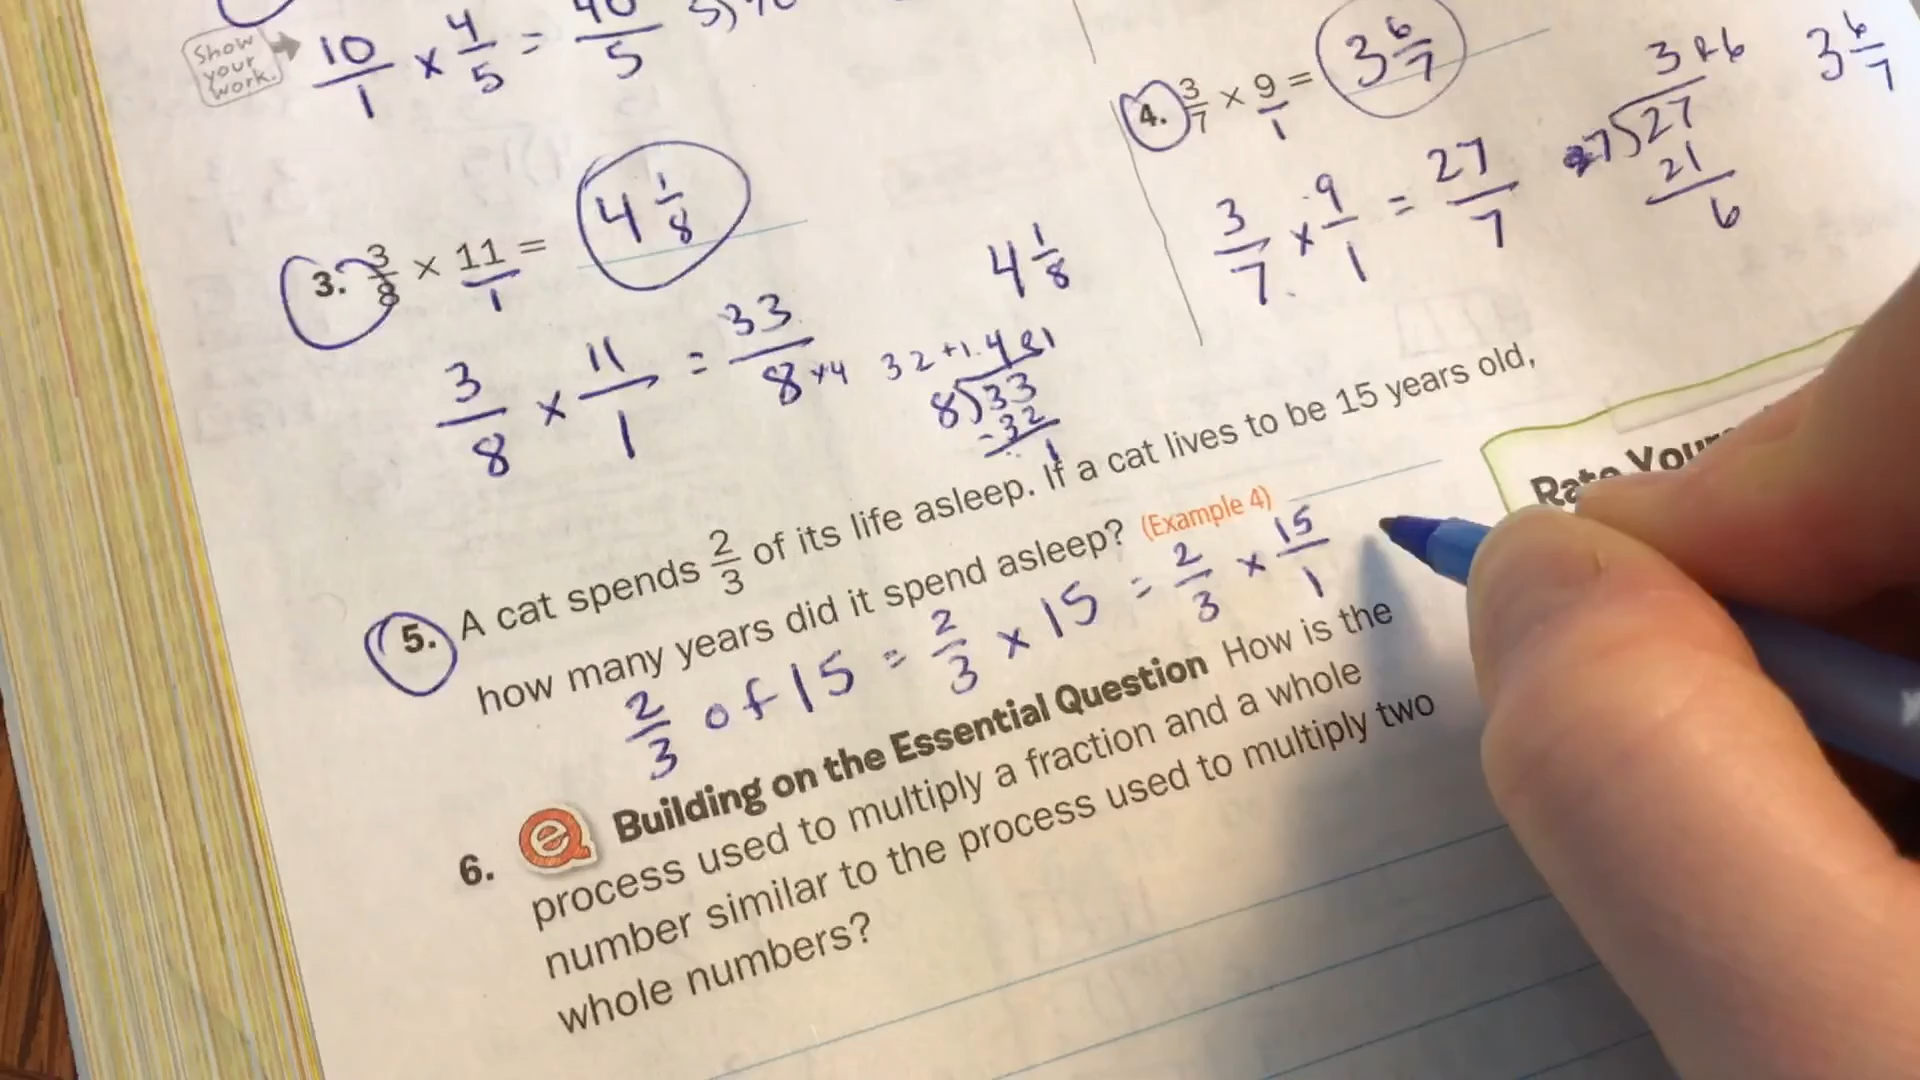 Show your work.
10/1 × 4/5 = 40/5
4. 3/7 × 9/1 = 3 6/7
3 R6
7)27
21
6
3 6/7
3/7 × 9/1 = 27/7
3. 3/8 × 11/1 = 4 1/8
4 1/8
3/8 × 11/1 = 33/8 ×4 32+1
4 R1
8)33
-32
1
5. A cat spends 2/3 of its life asleep. If a cat lives to be 15 years old,
how many years did it spend asleep? (Example 4)
2/3 of 15 = 2/3 × 15 = 2/3 × 15/1
6. Building on the Essential Question How is the
process used to multiply a fraction and a whole
number similar to the process used to multiply two
whole numbers?
Rate